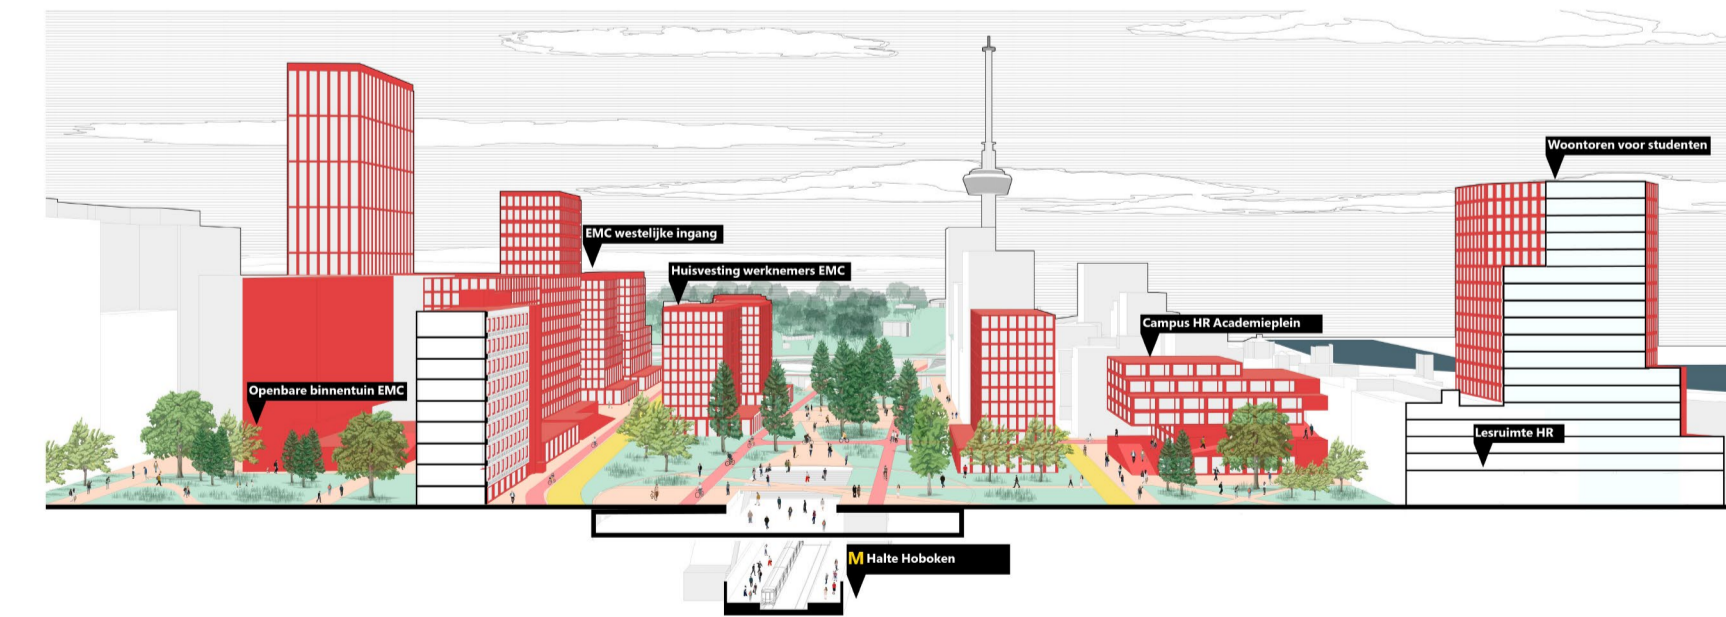 Woontoren voor studenten
EMC westelijke ingang
Huisvesting werknemers EMC
Campus HR Academieplein
Openbare binnentuin EMC
Lesruimte HR
M Halte Hoboken